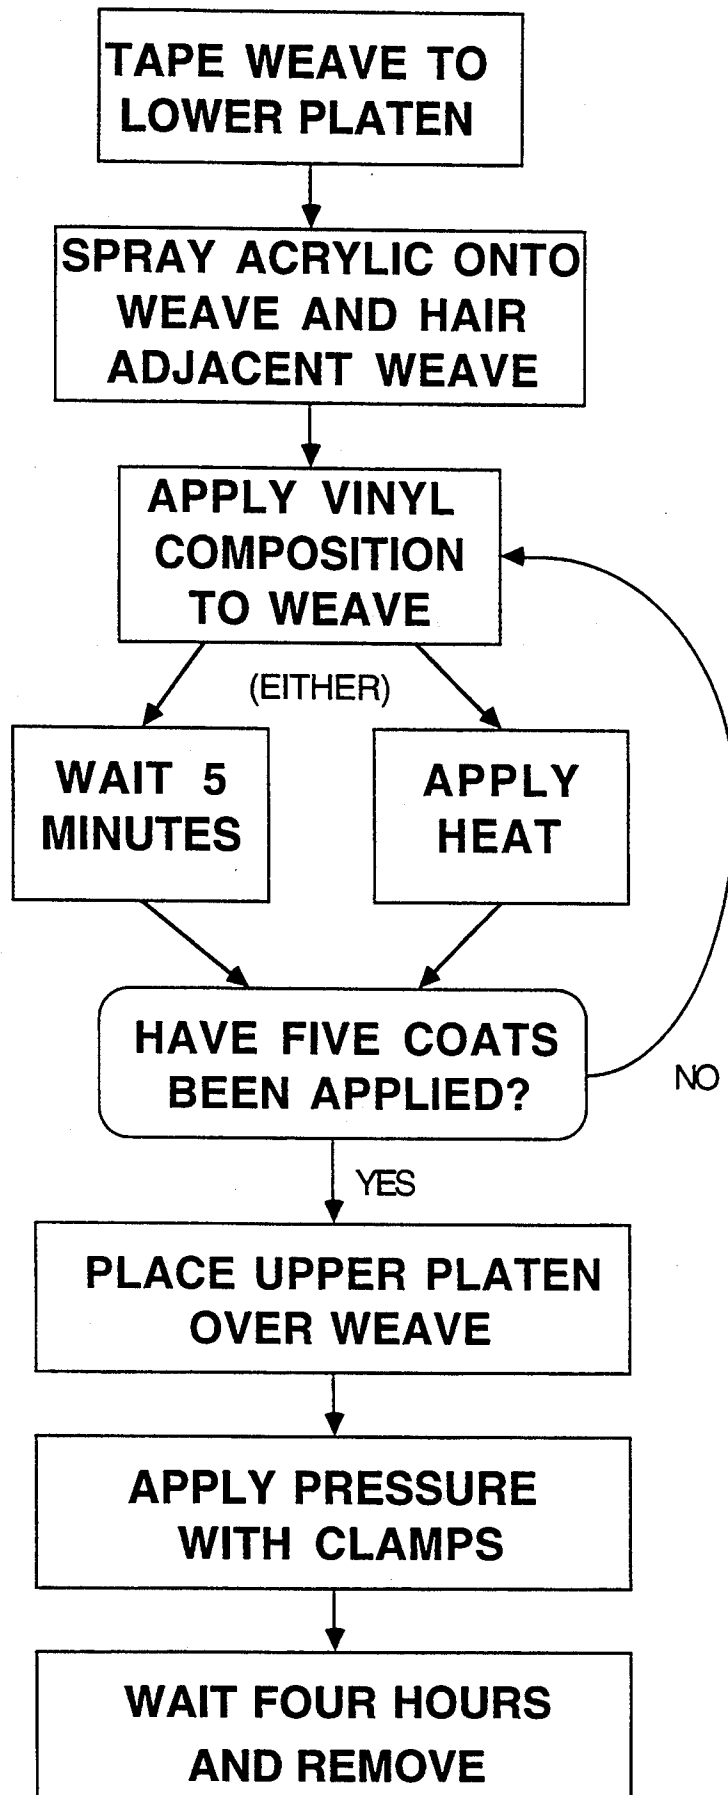 TAPE WEAVE TO
LOWER PLATEN
SPRAY ACRYLIC ONTO
WEAVE AND HAIR
ADJACENT WEAVE
APPLY VINYL
COMPOSITION
TO WEAVE
(EITHER)
WAIT 5
MINUTES
APPLY
HEAT
HAVE FIVE COATS
BEEN APPLIED?
NO
YES
PLACE UPPER PLATEN
OVER WEAVE
APPLY PRESSURE
WITH CLAMPS
WAIT FOUR HOURS
AND REMOVE